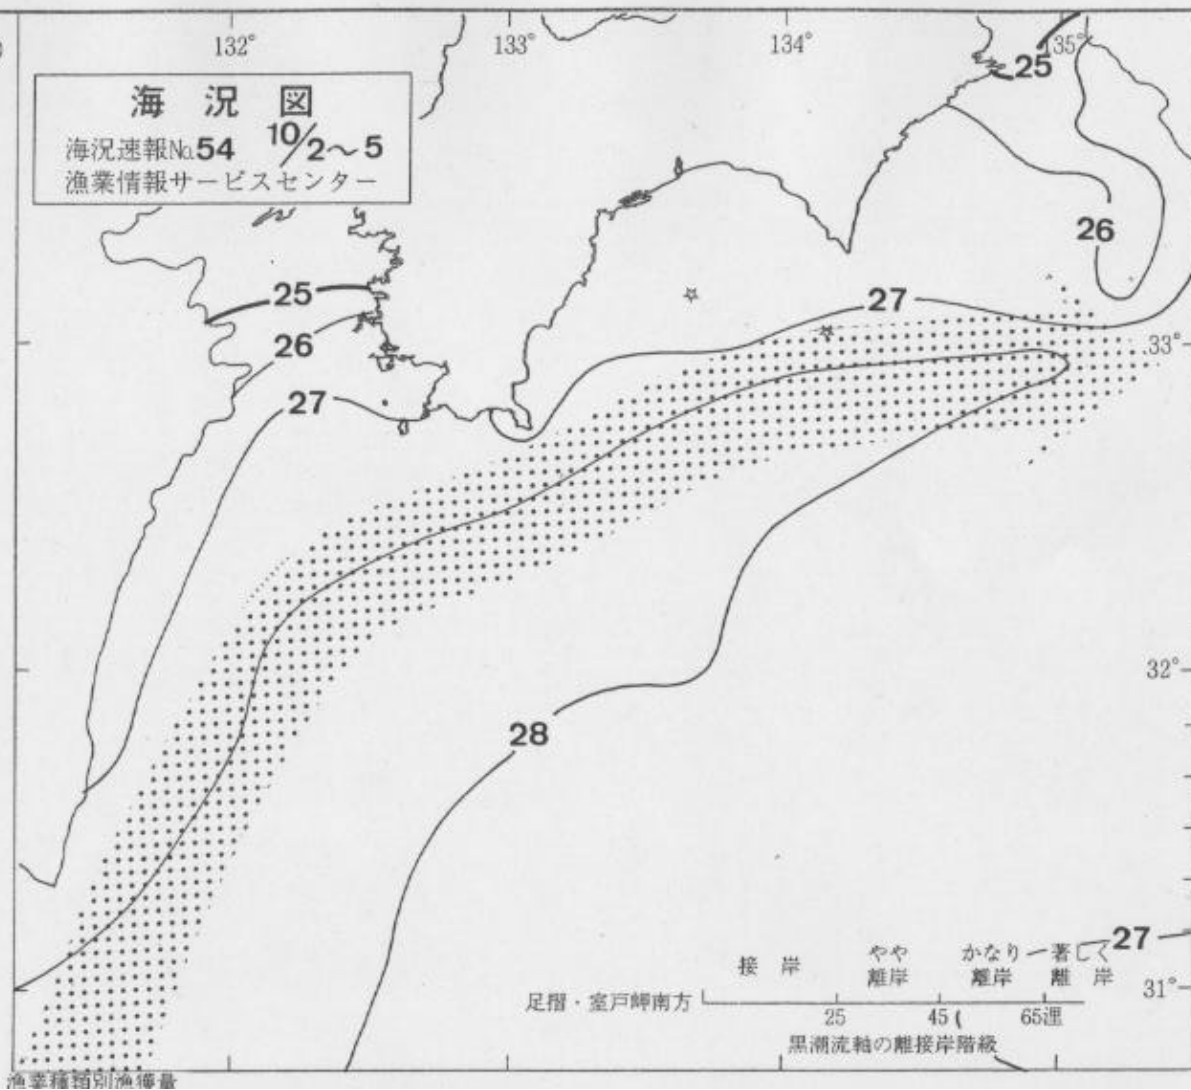 132°
133°
134°
135°
海況図
海況速報No.54 10/2～5
漁業情報サービスセンター
25
26
25
26
27
27
33°
32°
28
27
接岸
やや
離岸
かなり
離岸
著しく
離岸
31°
足摺・室戸岬南方
25
45
65浬
黒潮流軸の離接岸階級
漁業種類別漁獲量